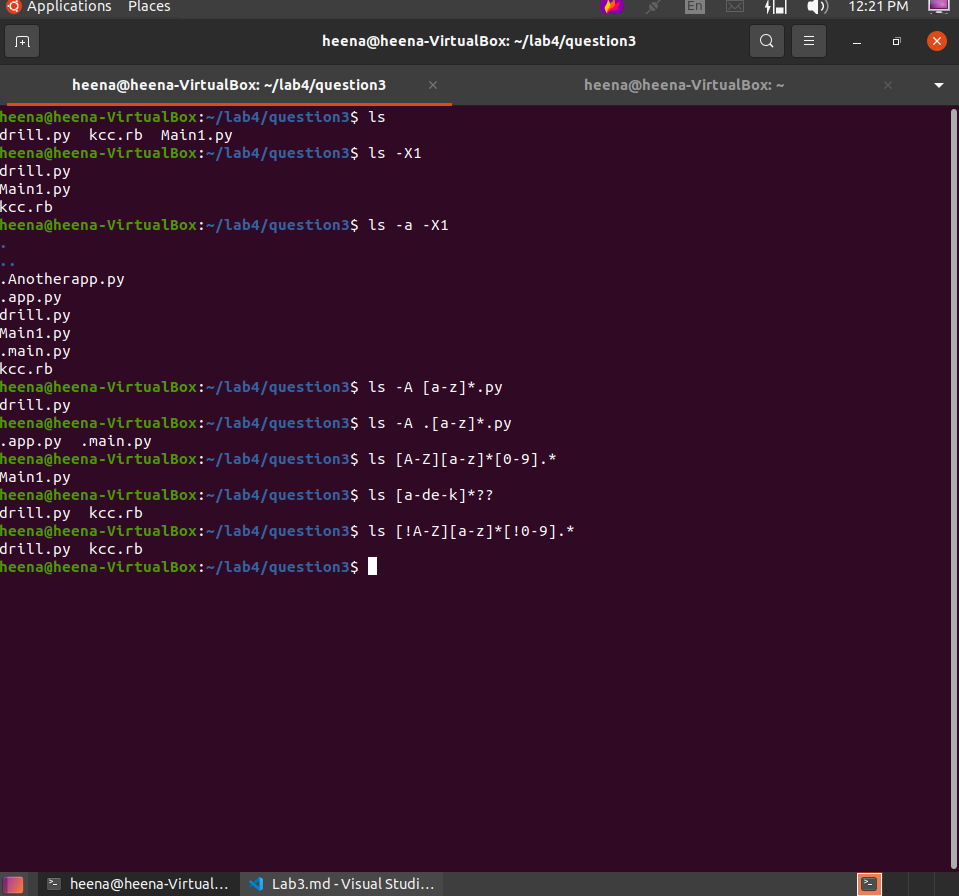 Applications Places En 12:21 PM
heena@heena-VirtualBox: ~/lab4/question3
heena@heena-VirtualBox: ~/lab4/question3 heena@heena-VirtualBox: ~
heena@heena-VirtualBox:~/lab4/question3$ ls
drill.py  kcc.rb  Main1.py
heena@heena-VirtualBox:~/lab4/question3$ ls -X1
drill.py
Main1.py
kcc.rb
heena@heena-VirtualBox:~/lab4/question3$ ls -a -X1
.
..
.Anotherapp.py
.app.py
drill.py
Main1.py
.main.py
kcc.rb
heena@heena-VirtualBox:~/lab4/question3$ ls -A [a-z]*.py
drill.py
heena@heena-VirtualBox:~/lab4/question3$ ls -A .[a-z]*.py
.app.py  .main.py
heena@heena-VirtualBox:~/lab4/question3$ ls [A-Z][a-z]*[0-9].*
Main1.py
heena@heena-VirtualBox:~/lab4/question3$ ls [a-de-k]*??
drill.py  kcc.rb
heena@heena-VirtualBox:~/lab4/question3$ ls [!A-Z][a-z]*[!0-9].*
drill.py  kcc.rb
heena@heena-VirtualBox:~/lab4/question3$
heena@heena-Virtual... Lab3.md - Visual Studi...